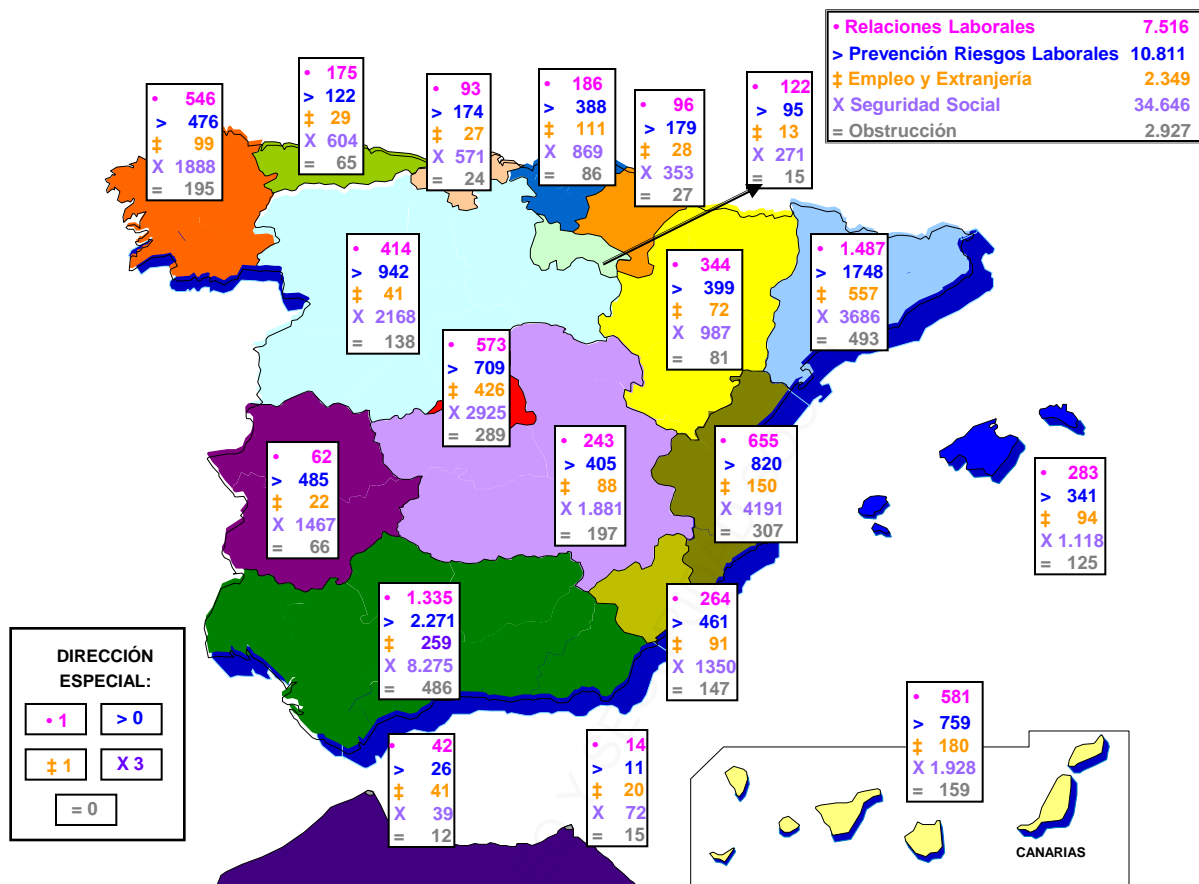 • Relaciones Laborales 7.516
> Prevención Riesgos Laborales 10.811
‡ Empleo y Extranjería 2.349
X Seguridad Social 34.646
= Obstrucción 2.927
• 546
> 476
‡ 99
X 1888
= 195
• 175
> 122
‡ 29
X 604
= 65
• 93
> 174
‡ 27
X 571
= 24
• 186
> 388
‡ 111
X 869
= 86
• 96
> 179
‡ 28
X 353
= 27
• 122
> 95
‡ 13
X 271
= 15
• 414
> 942
‡ 41
X 2168
= 138
• 344
> 399
‡ 72
X 987
= 81
• 1.487
> 1748
‡ 557
X 3686
= 493
• 573
> 709
‡ 426
X 2925
= 289
• 62
> 485
‡ 22
X 1467
= 66
• 243
> 405
‡ 88
X 1.881
= 197
• 655
> 820
‡ 150
X 4191
= 307
• 283
> 341
‡ 94
X 1.118
= 125
• 1.335
> 2.271
‡ 259
X 8.275
= 486
• 264
> 461
‡ 91
X 1350
= 147
DIRECCIÓN
ESPECIAL:
• 1
> 0
‡ 1
X 3
= 0
• 42
> 26
‡ 41
X 39
= 12
• 14
> 11
‡ 20
X 72
= 15
• 581
> 759
‡ 180
X 1.928
= 159
CANARIAS